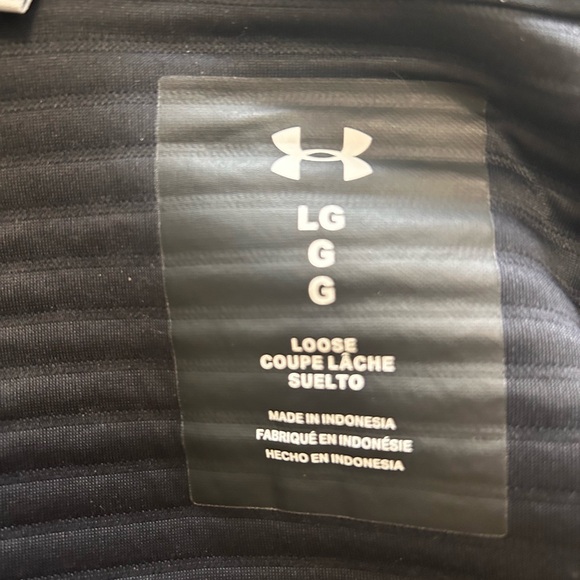 LG
G
G
LOOSE
COUPE LÂCHE
SUELTO
MADE IN INDONESIA
FABRIQUÉ EN INDONÉSIE
HECHO EN INDONESIA